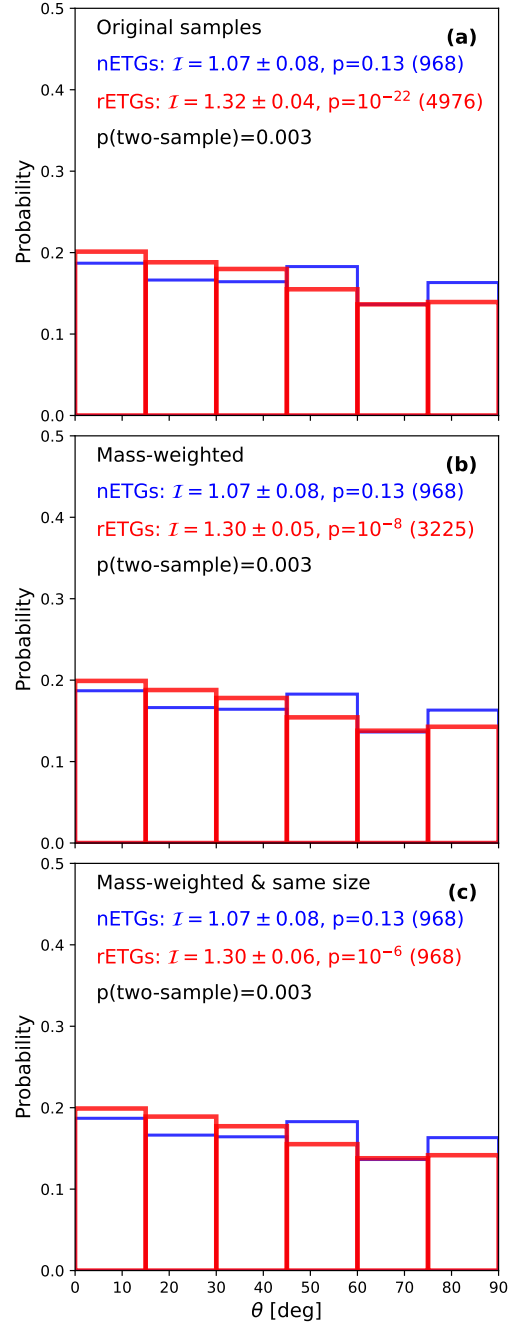 0.5
Original samples
(a)
nETGs: 𝓘 = 1.07 ± 0.08, p=0.13 (968)
0.4
rETGs: 𝓘 = 1.32 ± 0.04, p=10⁻²² (4976)
p(two-sample)=0.003
0.3
Probability
0.2
0.1
0.0
0.5
Mass-weighted
(b)
nETGs: 𝓘 = 1.07 ± 0.08, p=0.13 (968)
0.4
rETGs: 𝓘 = 1.30 ± 0.05, p=10⁻⁸ (3225)
p(two-sample)=0.003
0.3
Probability
0.2
0.1
0.0
0.5
Mass-weighted & same size
(c)
nETGs: 𝓘 = 1.07 ± 0.08, p=0.13 (968)
0.4
rETGs: 𝓘 = 1.30 ± 0.06, p=10⁻⁶ (968)
p(two-sample)=0.003
0.3
Probability
0.2
0.1
0.0
0 10 20 30 40 50 60 70 80 90
θ [deg]